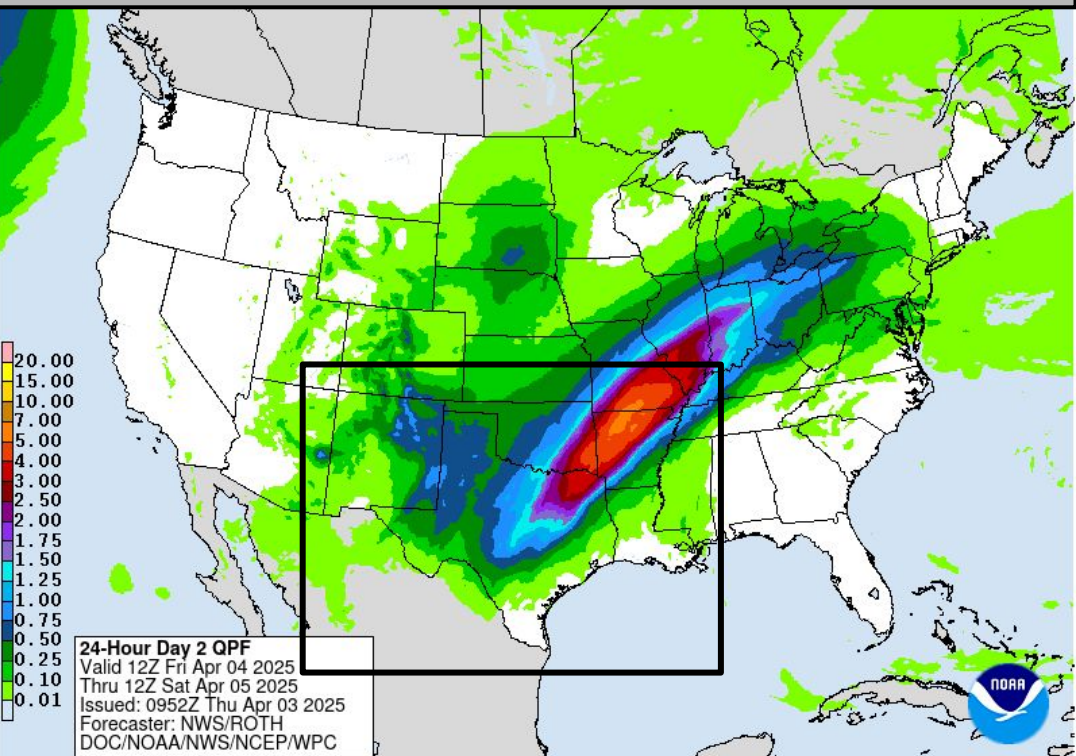 20.00
15.00
10.00
7.00
5.00
4.00
3.00
2.50
2.00
1.75
1.50
1.25
1.00
0.75
0.50
0.25
0.10
0.01
24-Hour Day 2 QPF
Valid 12Z Fri Apr 04 2025
Thru 12Z Sat Apr 05 2025
Issued: 0952Z Thu Apr 03 2025
Forecaster: NWS/ROTH
DOC/NOAA/NWS/NCEP/WPC
NOAA